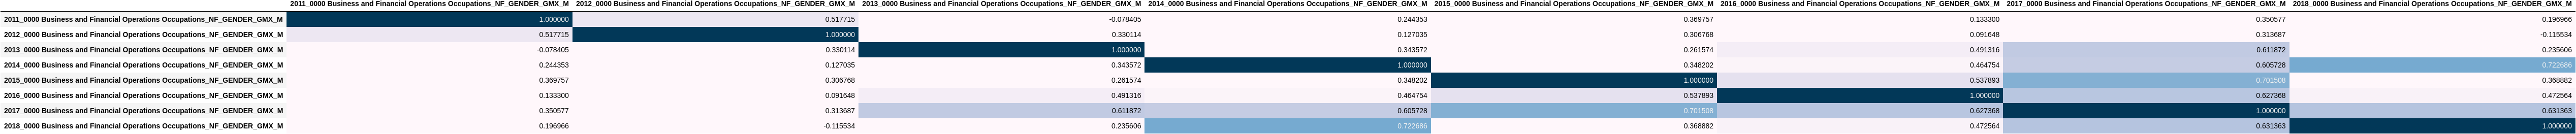 2011_0000 Business and Financial Operations Occupations_NF_GENDER_GMX_M 2012_0000 Business and Financial Operations Occupations_NF_GENDER_GMX_M 2013_0000 Business and Financial Operations Occupations_NF_GENDER_GMX_M 2014_0000 Business and Financial Operations Occupations_NF_GENDER_GMX_M 2015_0000 Business and Financial Operations Occupations_NF_GENDER_GMX_M 2016_0000 Business and Financial Operations Occupations_NF_GENDER_GMX_M 2017_0000 Business and Financial Operations Occupations_NF_GENDER_GMX_M 2018_0000 Business and Financial Operations Occupations_NF_GENDER_GMX_M
2011_0000 Business and Financial Operations Occupations_NF_GENDER_GMX_M 1.000000 0.517715 -0.078405 0.244353 0.369757 0.133300 0.350577 0.196966
2012_0000 Business and Financial Operations Occupations_NF_GENDER_GMX_M 0.517715 1.000000 0.330114 0.127035 0.306768 0.091648 0.313687 -0.115534
2013_0000 Business and Financial Operations Occupations_NF_GENDER_GMX_M -0.078405 0.330114 1.000000 0.343572 0.261574 0.491316 0.611872 0.235606
2014_0000 Business and Financial Operations Occupations_NF_GENDER_GMX_M 0.244353 0.127035 0.343572 1.000000 0.348202 0.464754 0.605728 0.722686
2015_0000 Business and Financial Operations Occupations_NF_GENDER_GMX_M 0.369757 0.306768 0.261574 0.348202 1.000000 0.537893 0.701508 0.368882
2016_0000 Business and Financial Operations Occupations_NF_GENDER_GMX_M 0.133300 0.091648 0.491316 0.464754 0.537893 1.000000 0.627368 0.472564
2017_0000 Business and Financial Operations Occupations_NF_GENDER_GMX_M 0.350577 0.313687 0.611872 0.605728 0.701508 0.627368 1.000000 0.631363
2018_0000 Business and Financial Operations Occupations_NF_GENDER_GMX_M 0.196966 -0.115534 0.235606 0.722686 0.368882 0.472564 0.631363 1.000000